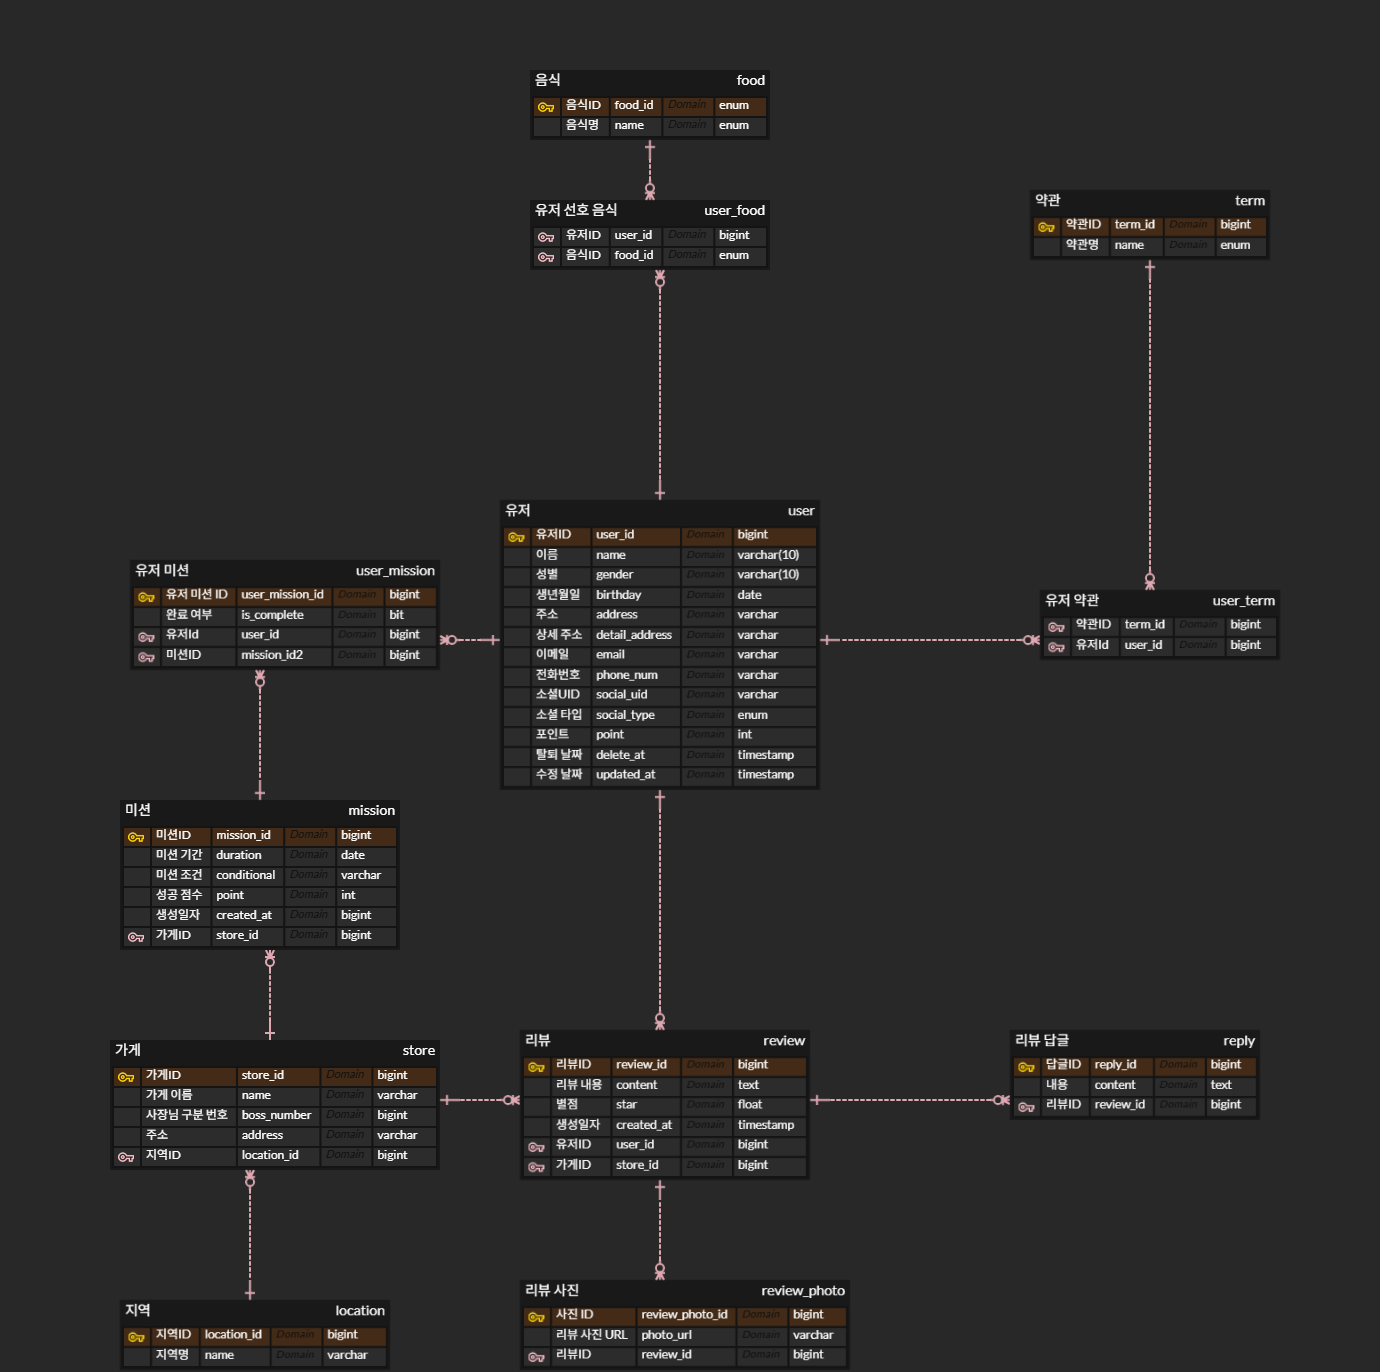 음식 food
음식ID food_id Domain enum
음식명 name Domain enum
유저 선호 음식 user_food
유저ID user_id Domain bigint
음식ID food_id Domain enum
약관 term
약관ID term_id Domain bigint
약관명 name Domain enum
유저 user
유저ID user_id Domain bigint
이름 name Domain varchar(10)
성별 gender Domain varchar(10)
생년월일 birthday Domain date
주소 address Domain varchar
상세 주소 detail_address Domain varchar
이메일 email Domain varchar
전화번호 phone_num Domain varchar
소셜UID social_uid Domain varchar
소셜 타입 social_type Domain enum
포인트 point Domain int
탈퇴 날짜 delete_at Domain timestamp
수정 날짜 updated_at Domain timestamp
유저 미션 user_mission
유저 미션 ID user_mission_id Domain bigint
완료 여부 is_complete Domain bit
유저Id user_id Domain bigint
미션ID mission_id2 Domain bigint
유저 약관 user_term
약관ID term_id Domain bigint
유저Id user_id Domain bigint
미션 mission
미션ID mission_id Domain bigint
미션 기간 duration Domain date
미션 조건 conditional Domain varchar
성공 점수 point Domain int
생성일자 created_at Domain bigint
가게ID store_id Domain bigint
가게 store
가게ID store_id Domain bigint
가게 이름 name Domain varchar
사장님 구분 번호 boss_number Domain bigint
주소 address Domain varchar
지역ID location_id Domain bigint
리뷰 review
리뷰ID review_id Domain bigint
리뷰 내용 content Domain text
별점 star Domain float
생성일자 created_at Domain timestamp
유저ID user_id Domain bigint
가게ID store_id Domain bigint
리뷰 답글 reply
답글ID reply_id Domain bigint
내용 content Domain text
리뷰ID review_id Domain bigint
지역 location
지역ID location_id Domain bigint
지역명 name Domain varchar
리뷰 사진 review_photo
사진 ID review_photo_id Domain bigint
리뷰 사진 URL photo_url Domain varchar
리뷰ID review_id Domain bigint